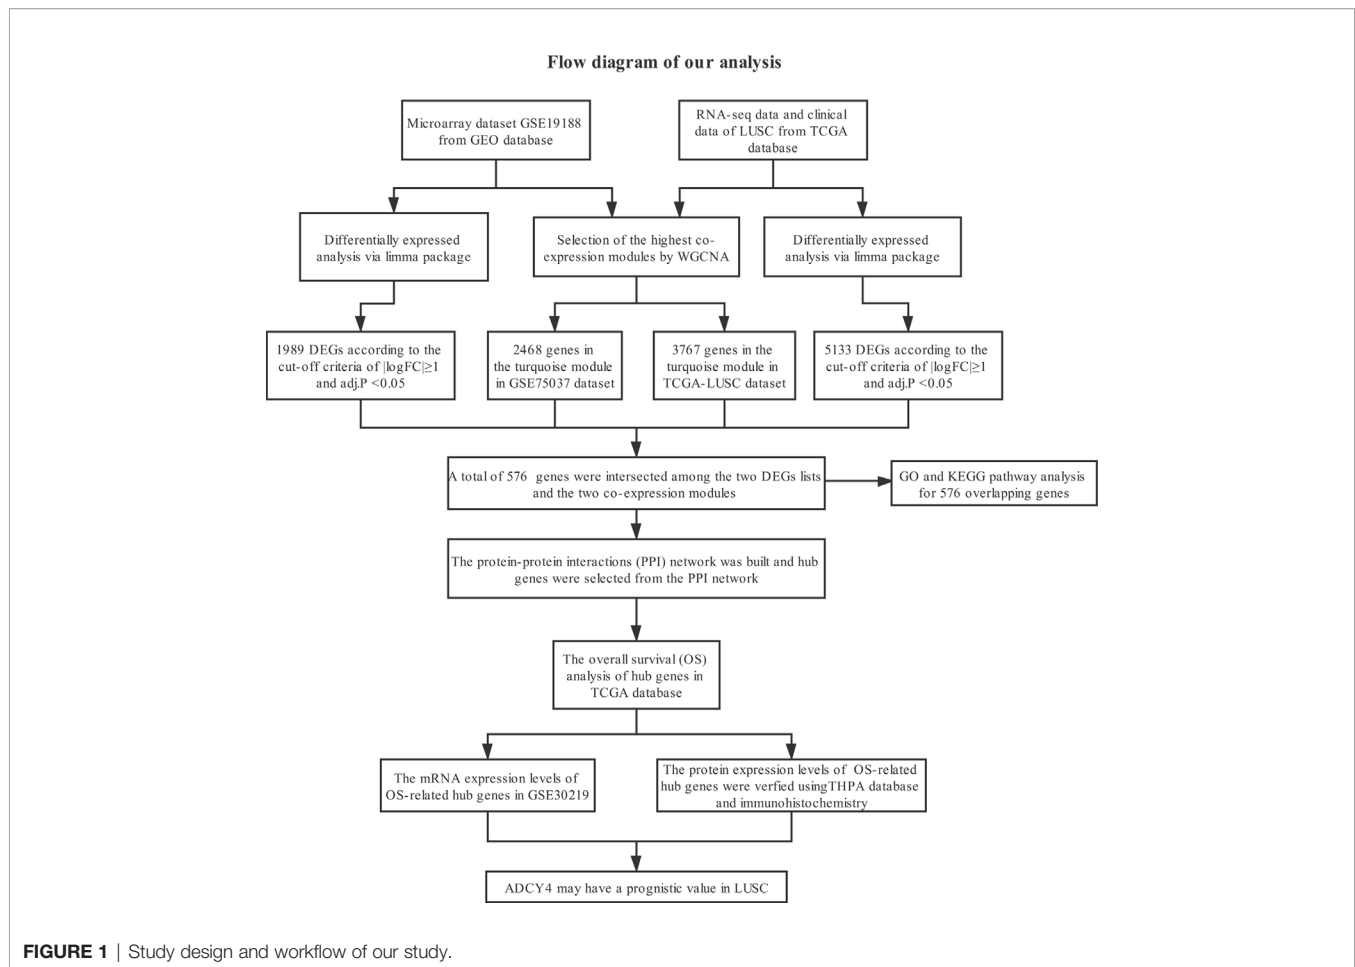 Flow diagram of our analysis
Microarray dataset GSE19188
from GEO database
RNA-seq data and clinical
data of LUSC from TCGA
database
Differentially expressed
analysis via limma package
Selection of the highest co-
expression modules by WGCNA
Differentially expressed
analysis via limma package
1989 DEGs according to the
cut-off criteria of |logFC|≥1
and adj.P <0.05
2468 genes in
the turquoise module
in GSE75037 dataset
3767 genes in the
turquoise module in
TCGA-LUSC dataset
5133 DEGs according to the
cut-off criteria of |logFC|≥1
and adj.P <0.05
A total of 576 genes were intersected among the two DEGs lists
and the two co-expression modules
GO and KEGG pathway analysis
for 576 overlapping genes
The protein-protein interactions (PPI) network was built and hub
genes were selected from the PPI network
The overall survival (OS)
analysis of hub genes in
TCGA database
The mRNA expression levels of
OS-related hub genes in GSE30219
The protein expression levels of OS-related
hub genes were verfied usingTHPA database
and immunohistochemistry
ADCY4 may have a prognistic value in LUSC
FIGURE 1 | Study design and workflow of our study.